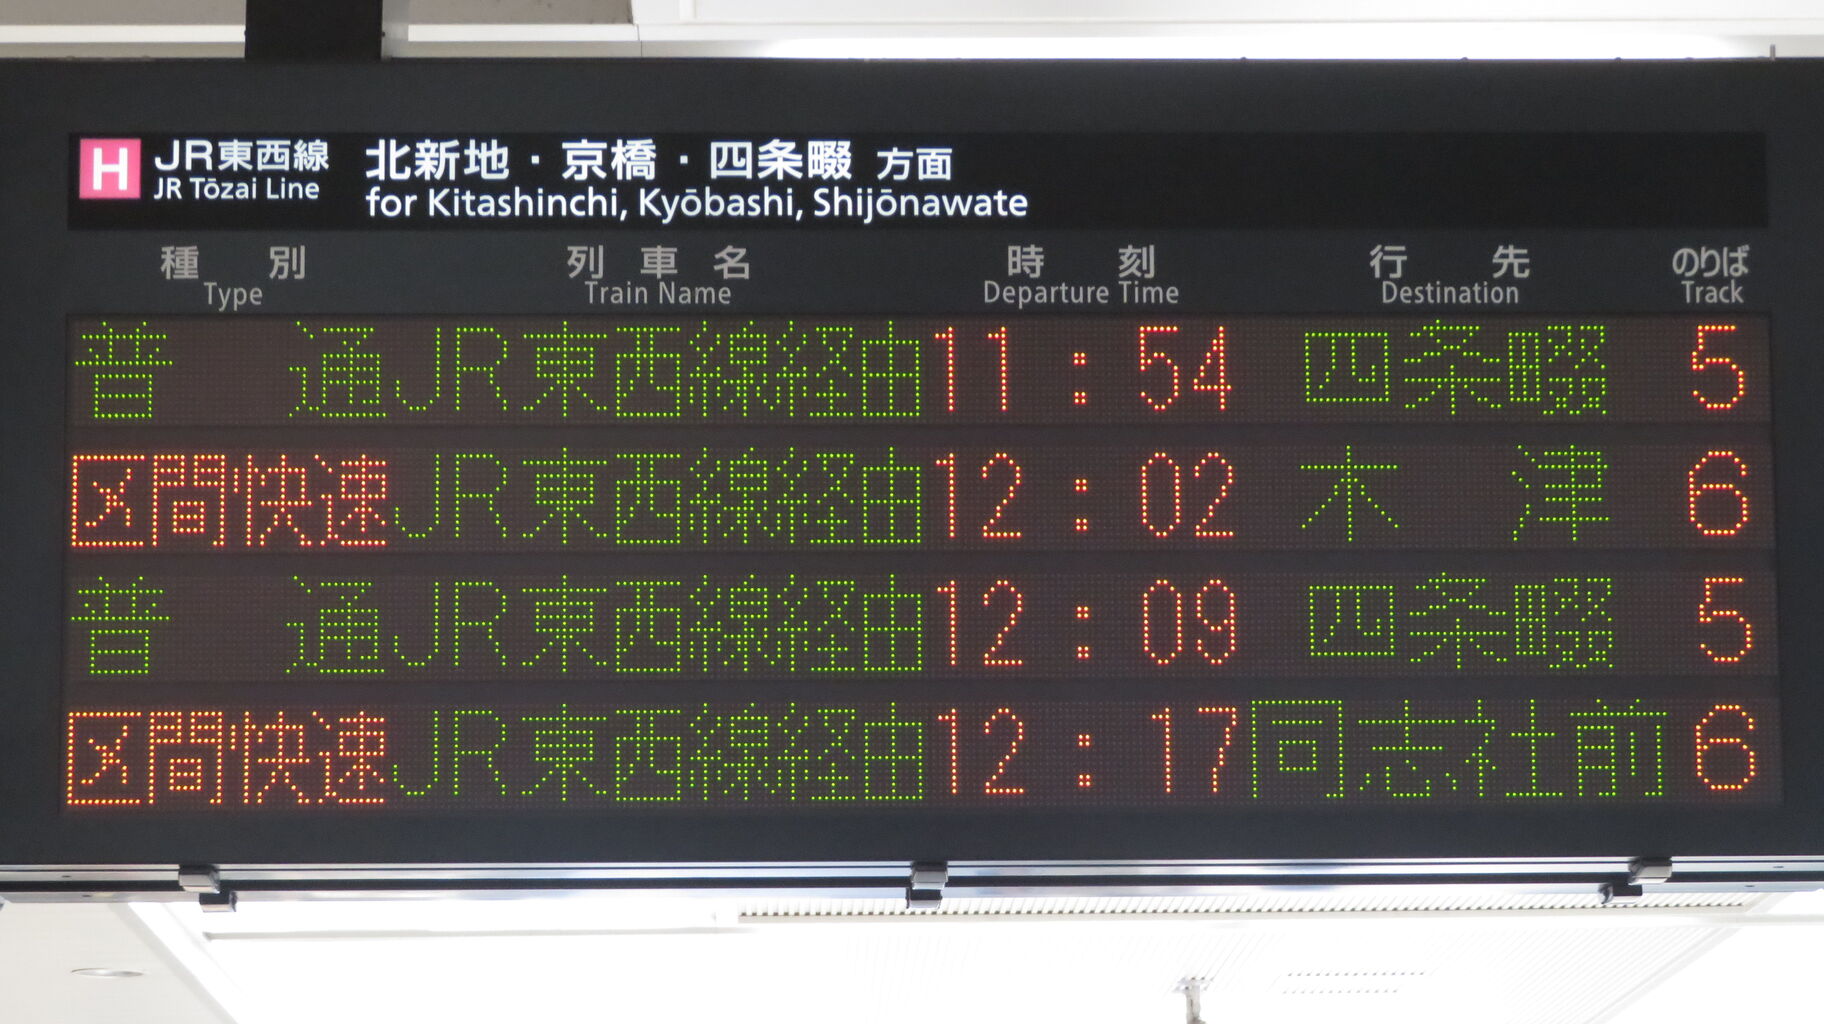 H JR東西線 北新地・京橋・四条畷 方面
JR Tōzai Line for Kitashinchi, Kyōbashi, Shijōnawate
種別 列車名 時刻 行先 のりば
Type Train Name Departure Time Destination Track
普通 JR東西線経由 11:54 四条畷 5
区間快速 JR東西線経由 12:02 木津 6
普通 JR東西線経由 12:09 四条畷 5
区間快速 JR東西線経由 12:17 同志社前 6